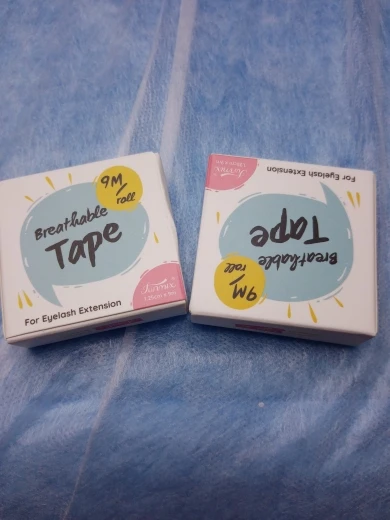 9M
roll
Breathable
Tape
For Eyelash Extension
9M
roll
Breathable
Tape
For Eyelash Extension